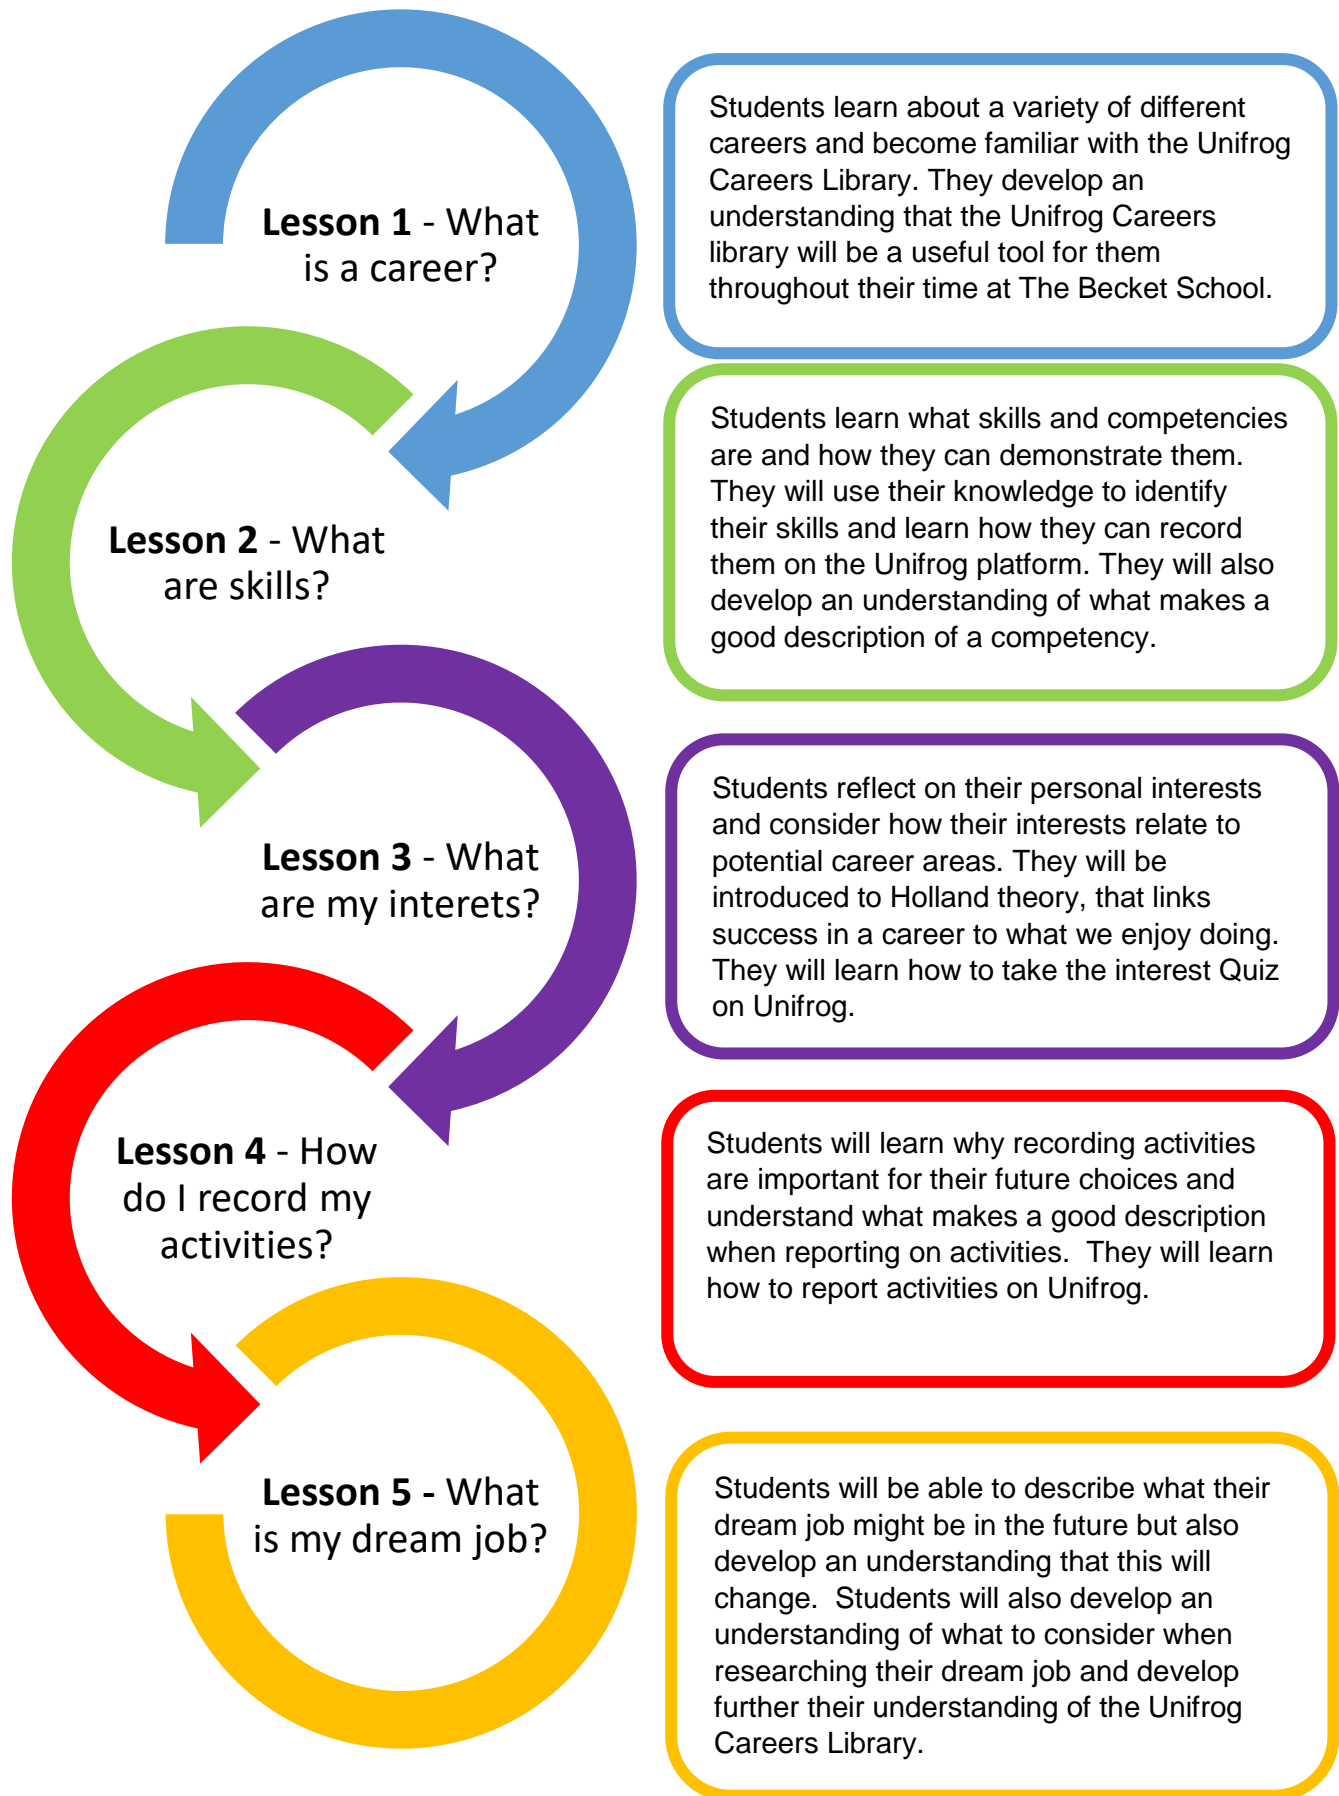 Lesson 1 - What
is a career?
Students learn about a variety of different
careers and become familiar with the Unifrog
Careers Library. They develop an
understanding that the Unifrog Careers
library will be a useful tool for them
throughout their time at The Becket School.
Lesson 2 - What
are skills?
Students learn what skills and competencies
are and how they can demonstrate them.
They will use their knowledge to identify
their skills and learn how they can record
them on the Unifrog platform. They will also
develop an understanding of what makes a
good description of a competency.
Lesson 3 - What
are my interets?
Students reflect on their personal interests
and consider how their interests relate to
potential career areas. They will be
introduced to Holland theory, that links
success in a career to what we enjoy doing.
They will learn how to take the interest Quiz
on Unifrog.
Lesson 4 - How
do I record my
activities?
Students will learn why recording activities
are important for their future choices and
understand what makes a good description
when reporting on activities.  They will learn
how to report activities on Unifrog.
Lesson 5 - What
is my dream job?
Students will be able to describe what their
dream job might be in the future but also
develop an understanding that this will
change.  Students will also develop an
understanding of what to consider when
researching their dream job and develop
further their understanding of the Unifrog
Careers Library.